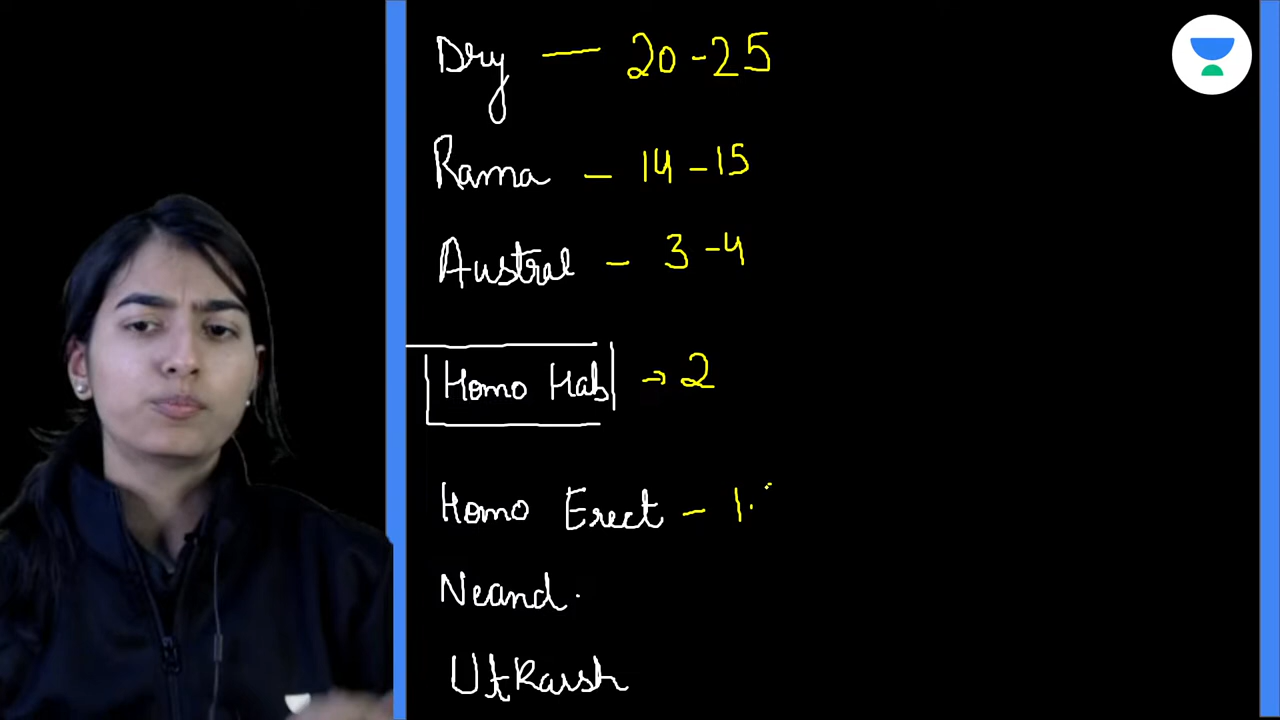 Dry — 20-25
Rama - 14-15
Austral - 3-4
Homo Hab → 2
Homo Erect - 1.
Neand.
Utkarsh